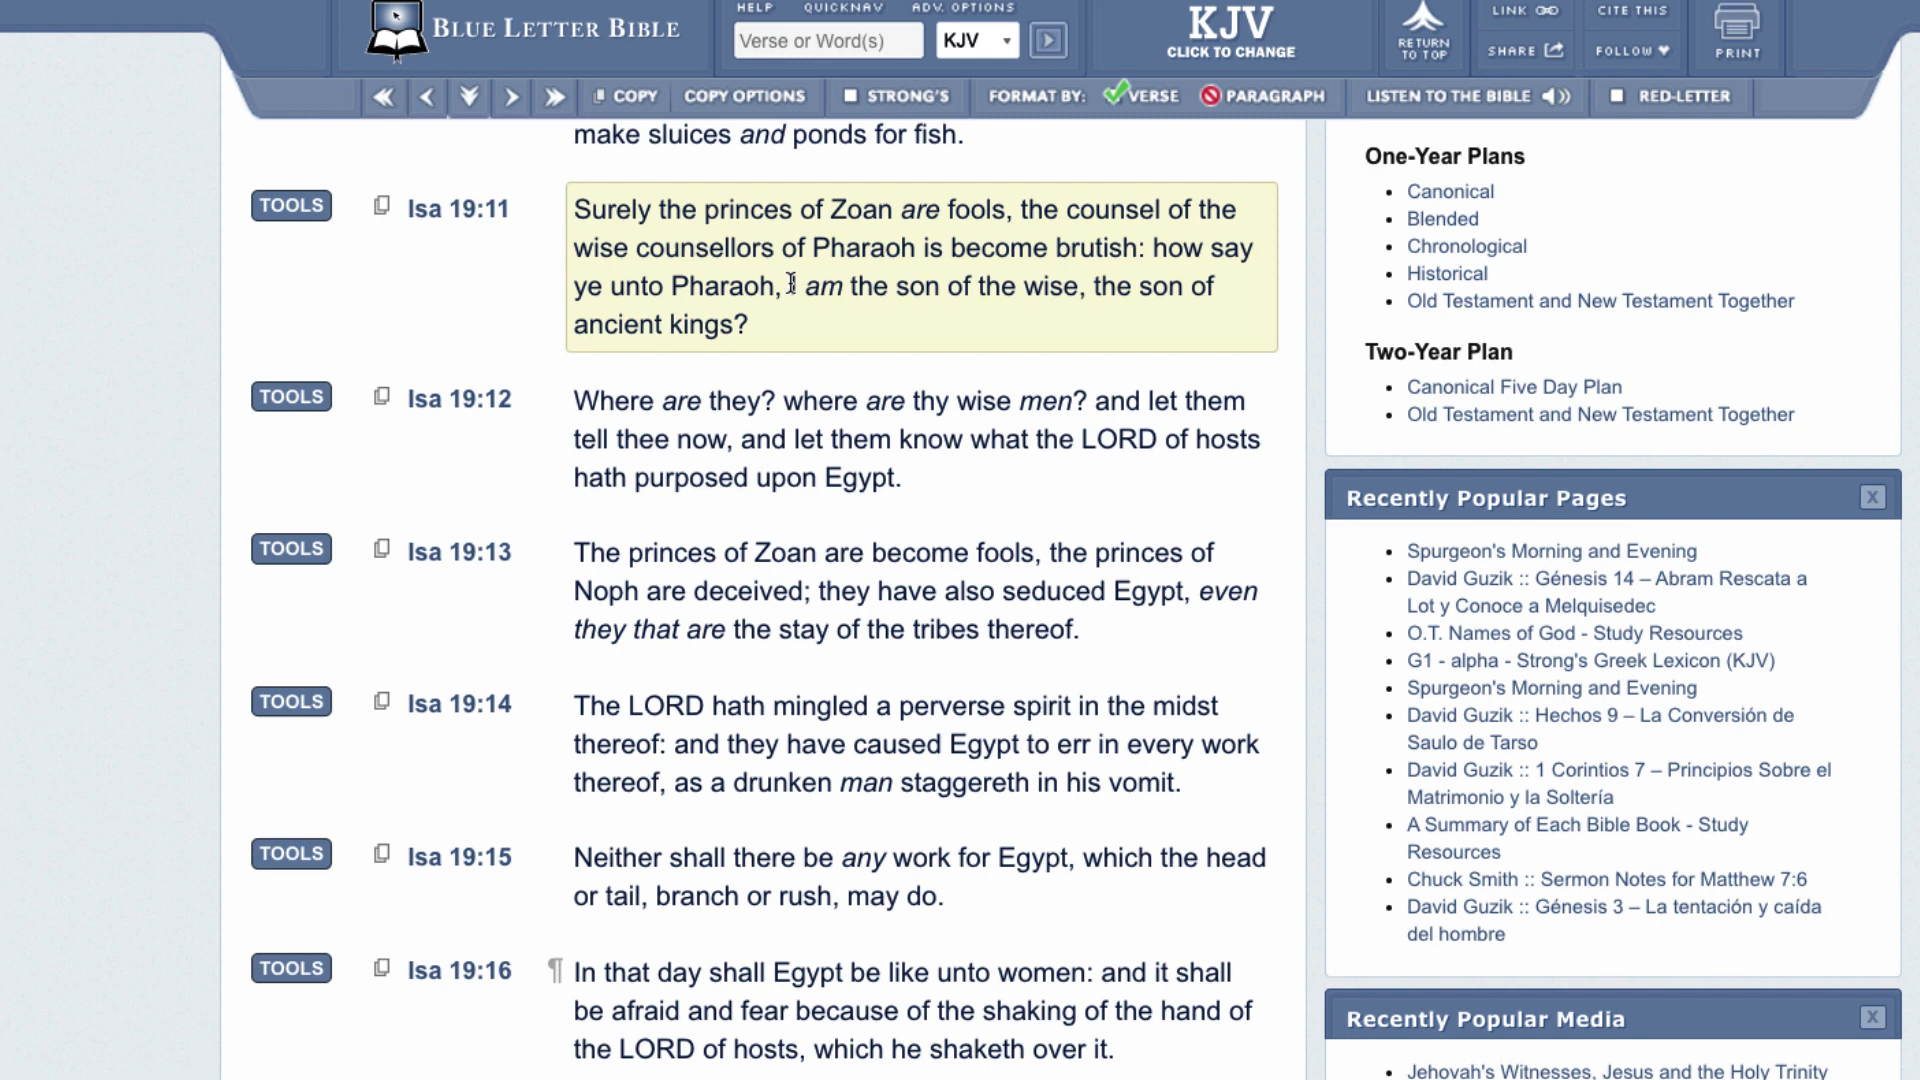 HELP QUICKNAV ADV. OPTIONS
BLUE LETTER BIBLE
Verse or Word(s)
KJV
KJV
CLICK TO CHANGE
RETURN
TO TOP
LINK
CITE THIS
SHARE
FOLLOW
PRINT
COPY COPY OPTIONS STRONG'S FORMAT BY: VERSE PARAGRAPH LISTEN TO THE BIBLE RED-LETTER
make sluices and ponds for fish.
TOOLS Isa 19:11
Surely the princes of Zoan are fools, the counsel of the
wise counsellors of Pharaoh is become brutish: how say
ye unto Pharaoh, I am the son of the wise, the son of
ancient kings?
TOOLS Isa 19:12
Where are they? where are thy wise men? and let them
tell thee now, and let them know what the LORD of hosts
hath purposed upon Egypt.
TOOLS Isa 19:13
The princes of Zoan are become fools, the princes of
Noph are deceived; they have also seduced Egypt, even
they that are the stay of the tribes thereof.
TOOLS Isa 19:14
The LORD hath mingled a perverse spirit in the midst
thereof: and they have caused Egypt to err in every work
thereof, as a drunken man staggereth in his vomit.
TOOLS Isa 19:15
Neither shall there be any work for Egypt, which the head
or tail, branch or rush, may do.
TOOLS Isa 19:16
¶ In that day shall Egypt be like unto women: and it shall
be afraid and fear because of the shaking of the hand of
the LORD of hosts, which he shaketh over it.
One-Year Plans
• Canonical
• Blended
• Chronological
• Historical
• Old Testament and New Testament Together
Two-Year Plan
• Canonical Five Day Plan
• Old Testament and New Testament Together
Recently Popular Pages X
• Spurgeon's Morning and Evening
• David Guzik :: Génesis 14 – Abram Rescata a
Lot y Conoce a Melquisedec
• O.T. Names of God - Study Resources
• G1 - alpha - Strong's Greek Lexicon (KJV)
• Spurgeon's Morning and Evening
• David Guzik :: Hechos 9 – La Conversión de
Saulo de Tarso
• David Guzik :: 1 Corintios 7 – Principios Sobre el
Matrimonio y la Soltería
• A Summary of Each Bible Book - Study
Resources
• Chuck Smith :: Sermon Notes for Matthew 7:6
• David Guzik :: Génesis 3 – La tentación y caída
del hombre
Recently Popular Media X
• Jehovah's Witnesses, Jesus and the Holy Trinity